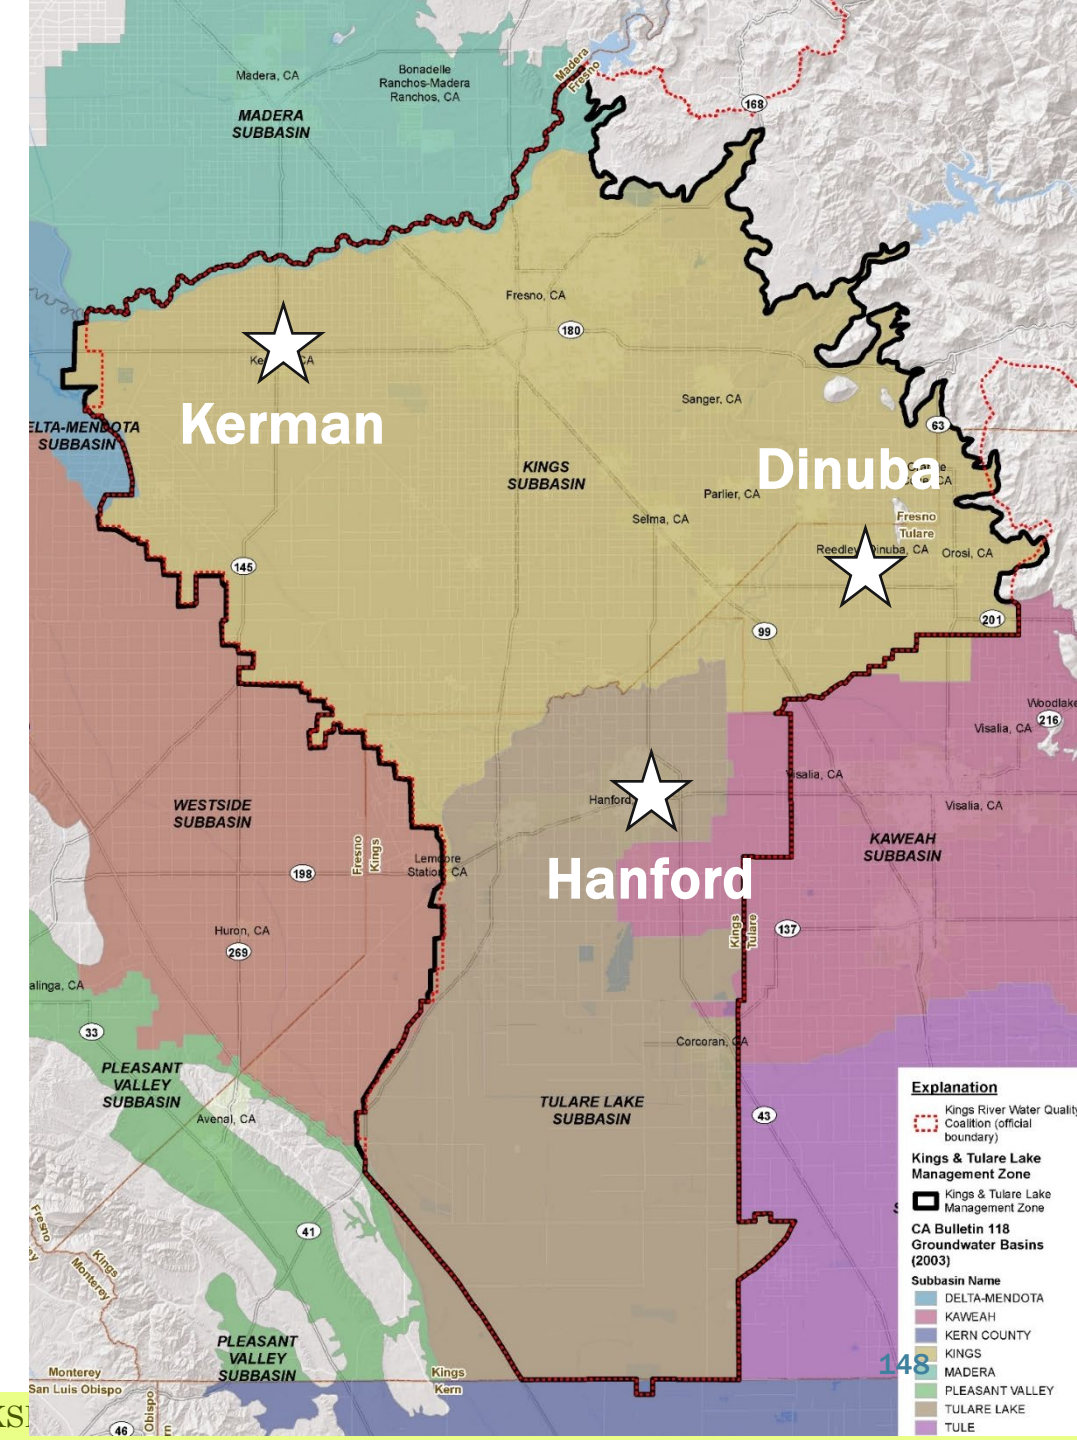 Madera, CA
Bonadelle
Ranchos-Madera
Ranchos, CA
MADERA
SUBBASIN
Madera
Fresno
168
Fresno, CA
180
CA
Kerman
Sanger, CA
63
DELTA-MENDOTA
SUBBASIN
KINGS
SUBBASIN
Dinuba
Parlier, CA
Selma, CA
Fresno
Tulare
Reedley
Dinuba, CA
Orosi, CA
145
99
201
Woodlake
216
Visalia, CA
Visalia, CA
Visalia, CA
Hanford
WESTSIDE
SUBBASIN
Fresno
Kings
KAWEAH
SUBBASIN
Lemoore
Station, CA
198
Hanford
Kings
Tulare
137
Huron, CA
269
alinga, CA
33
Corcoran, CA
PLEASANT
VALLEY
SUBBASIN
Avenal, CA
TULARE LAKE
SUBBASIN
43
41
Fresno
Kings
Monterey
PLEASANT
VALLEY
SUBBASIN
Monterey
San Luis Obispo
Kings
Kern
46
Obispo
Explanation
Kings River Water Quality
Coalition (official
boundary)
Kings & Tulare Lake
Management Zone
Kings & Tulare Lake
Management Zone
CA Bulletin 118
Groundwater Basins
(2003)
Subbasin Name
DELTA-MENDOTA
KAWEAH
KERN COUNTY
KINGS
148
MADERA
PLEASANT VALLEY
TULARE LAKE
TULE